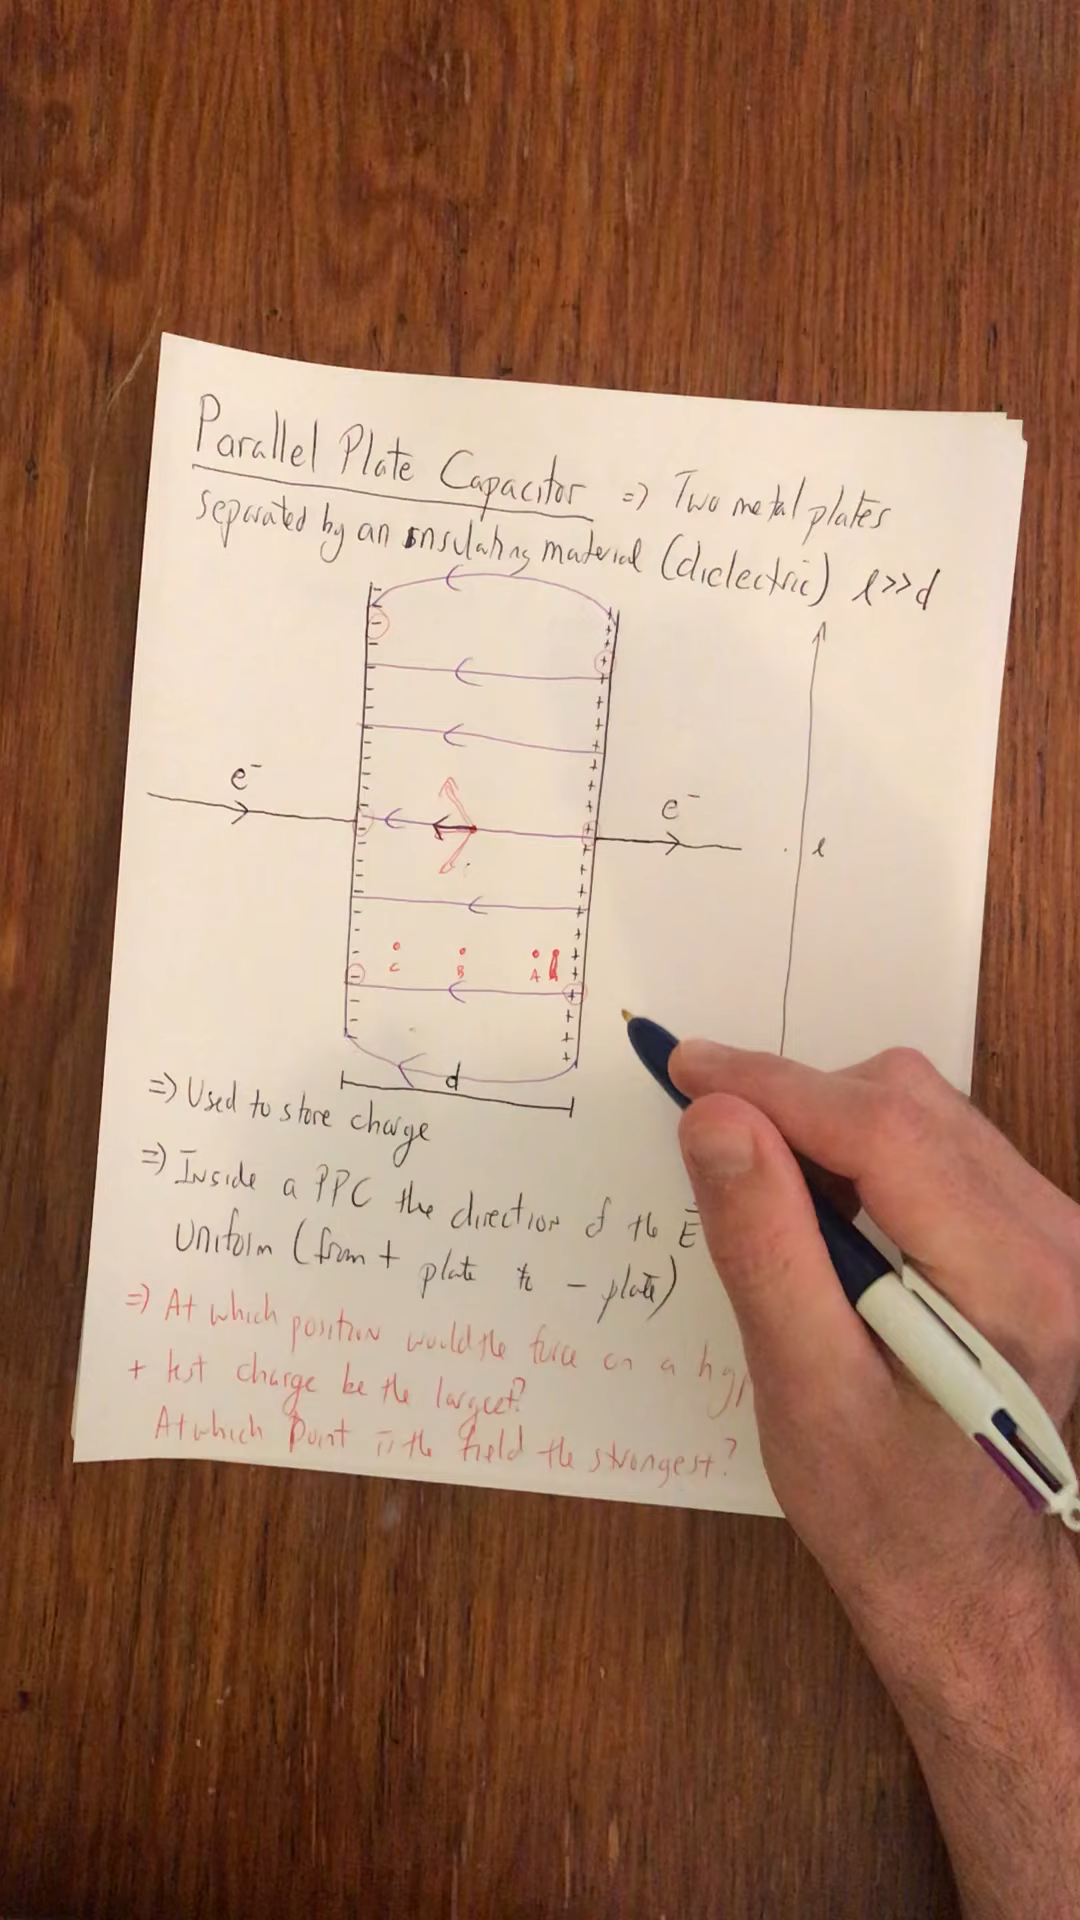 Parallel Plate Capacitor => Two metal plates
separated by an insulating material (dielectric) l>>d
e⁻
e⁻
l
C B A
d
=> Used to store charge
=> Inside a PPC the direction of the E
Uniform (from + plate to - plate)
=> At which position would the force on a
+ test charge be the largest?
At which point is the field the strongest?